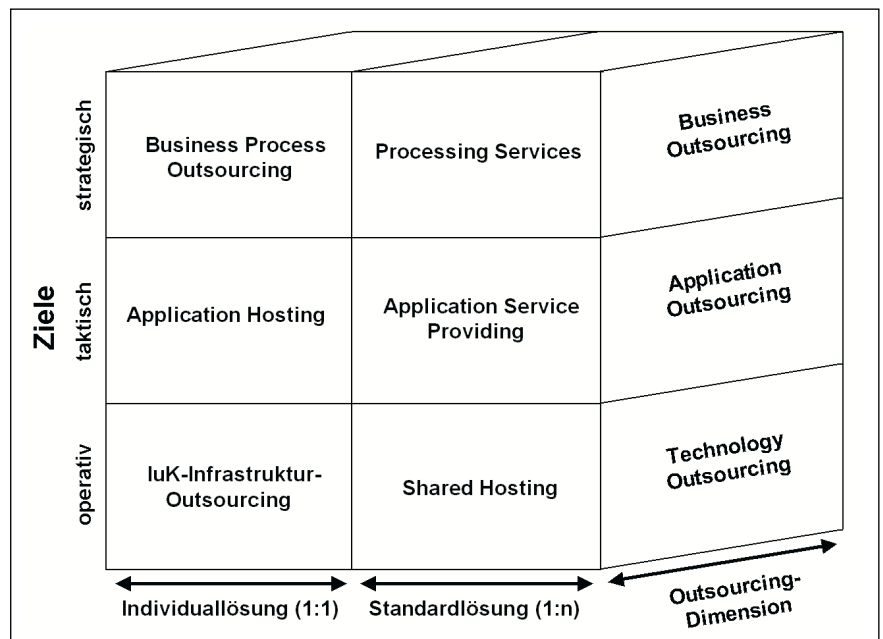 Ziele
strategisch
Business Process
Outsourcing
Processing Services
Business
Outsourcing
taktisch
Application Hosting
Application Service
Providing
Application
Outsourcing
operativ
IuK-Infrastruktur-
Outsourcing
Shared Hosting
Technology
Outsourcing
Individuallösung (1:1)
Standardlösung (1:n)
Outsourcing-
Dimension